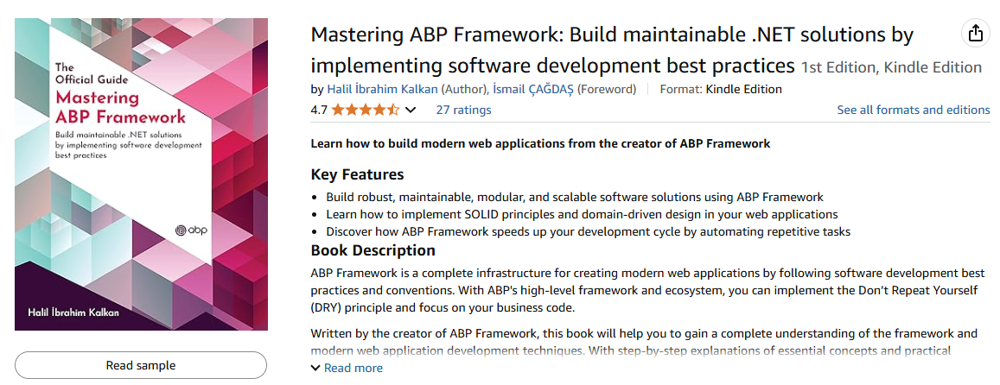 The
Official Guide
Mastering
ABP Framework
Build maintainable .NET solutions
by implementing software development
best practices
abp
Halil İbrahim Kalkan
Read sample
Mastering ABP Framework: Build maintainable .NET solutions by
implementing software development best practices 1st Edition, Kindle Edition
by Halil İbrahim Kalkan (Author), İsmail ÇAĞDAŞ (Foreword) Format: Kindle Edition
4.7 27 ratings
See all formats and editions
Learn how to build modern web applications from the creator of ABP Framework
Key Features
• Build robust, maintainable, modular, and scalable software solutions using ABP Framework
• Learn how to implement SOLID principles and domain-driven design in your web applications
• Discover how ABP Framework speeds up your development cycle by automating repetitive tasks
Book Description
ABP Framework is a complete infrastructure for creating modern web applications by following software development best
practices and conventions. With ABP's high-level framework and ecosystem, you can implement the Don’t Repeat Yourself
(DRY) principle and focus on your business code.
Written by the creator of ABP Framework, this book will help you to gain a complete understanding of the framework and
modern web application development techniques. With step-by-step explanations of essential concepts and practical
Read more